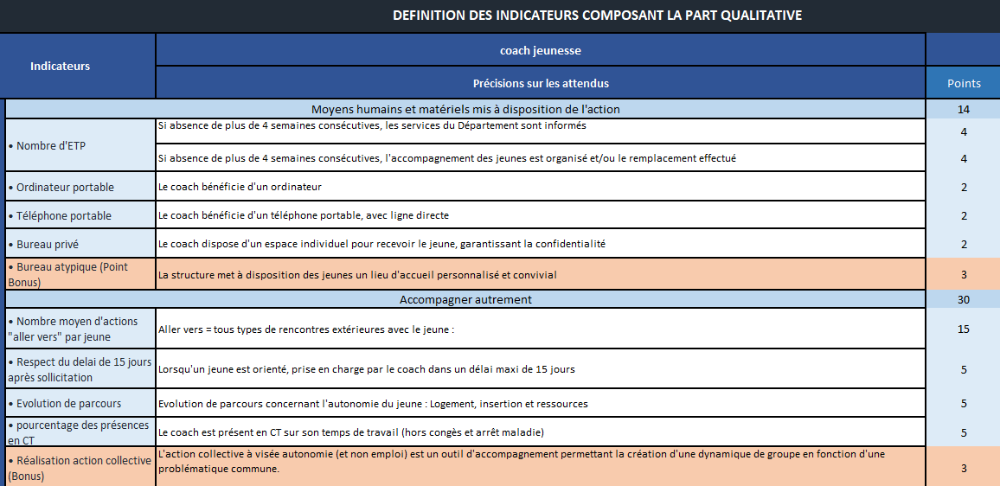 DEFINITION DES INDICATEURS COMPOSANT LA PART QUALITATIVE
Indicateurs
coach jeunesse
Précisions sur les attendus
Points
Moyens humains et matériels mis à disposition de l'action
14
• Nombre d'ETP
Si absence de plus de 4 semaines consécutives, les services du Département sont informés
4
Si absence de plus de 4 semaines consécutives, l'accompagnement des jeunes est organisé et/ou le remplacement effectué
4
• Ordinateur portable
Le coach bénéficie d'un ordinateur
2
• Téléphone portable
Le coach bénéficie d'un téléphone portable, avec ligne directe
2
• Bureau privé
Le coach dispose d'un espace individuel pour recevoir le jeune, garantissant la confidentialité
2
• Bureau atypique (Point
Bonus)
La structure met à disposition des jeunes un lieu d'accueil personnalisé et convivial
3
Accompagner autrement
30
• Nombre moyen d'actions
"aller vers" par jeune
Aller vers = tous types de rencontres extérieures avec le jeune :
15
• Respect du delai de 15 jours
après sollicitation
Lorsqu'un jeune est orienté, prise en charge par le coach dans un délai maxi de 15 jours
5
• Evolution de parcours
Evolution de parcours concernant l'autonomie du jeune : Logement, insertion et ressources
5
• pourcentage des présences
en CT
Le coach est présent en CT sur son temps de travail (hors congès et arrêt maladie)
5
• Réalisation action collective
(Bonus)
L'action collective à visée autonomie (et non emploi) est un outil d'accompagnement permettant la création d'une dynamique de groupe en fonction d'une
problématique commune.
3